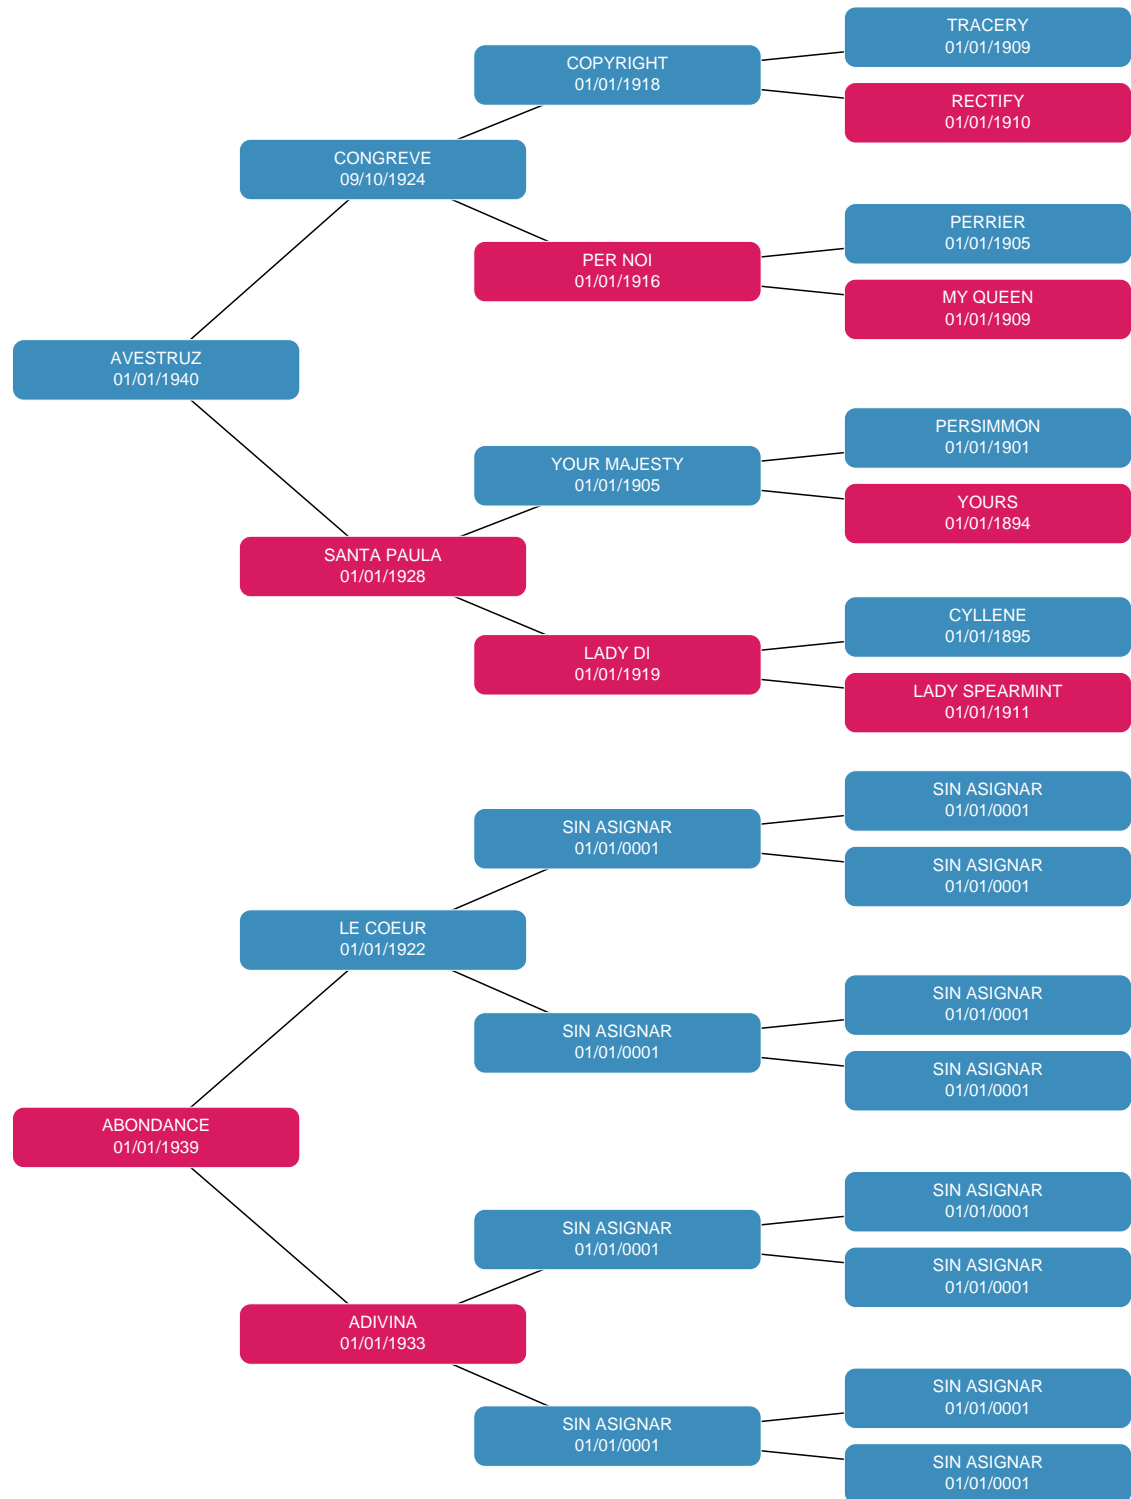 TRACERY
01/01/1909
COPYRIGHT
01/01/1918
RECTIFY
01/01/1910
CONGREVE
09/10/1924
PERRIER
01/01/1905
PER NOI
01/01/1916
MY QUEEN
01/01/1909
AVESTRUZ
01/01/1940
PERSIMMON
01/01/1901
YOUR MAJESTY
01/01/1905
YOURS
01/01/1894
SANTA PAULA
01/01/1928
CYLLENE
01/01/1895
LADY DI
01/01/1919
LADY SPEARMINT
01/01/1911
SIN ASIGNAR
01/01/0001
SIN ASIGNAR
01/01/0001
SIN ASIGNAR
01/01/0001
LE COEUR
01/01/1922
SIN ASIGNAR
01/01/0001
SIN ASIGNAR
01/01/0001
SIN ASIGNAR
01/01/0001
ABONDANCE
01/01/1939
SIN ASIGNAR
01/01/0001
SIN ASIGNAR
01/01/0001
SIN ASIGNAR
01/01/0001
ADIVINA
01/01/1933
SIN ASIGNAR
01/01/0001
SIN ASIGNAR
01/01/0001
SIN ASIGNAR
01/01/0001